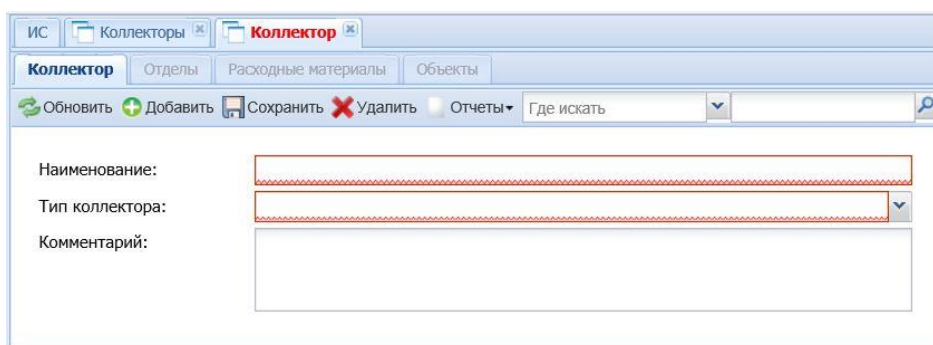 ИС Коллекторы Коллектор
Коллектор Отделы Расходные материалы Объекты
Обновить Добавить Сохранить Удалить Отчеты Где искать
Наименование:
Тип коллектора:
Комментарий: